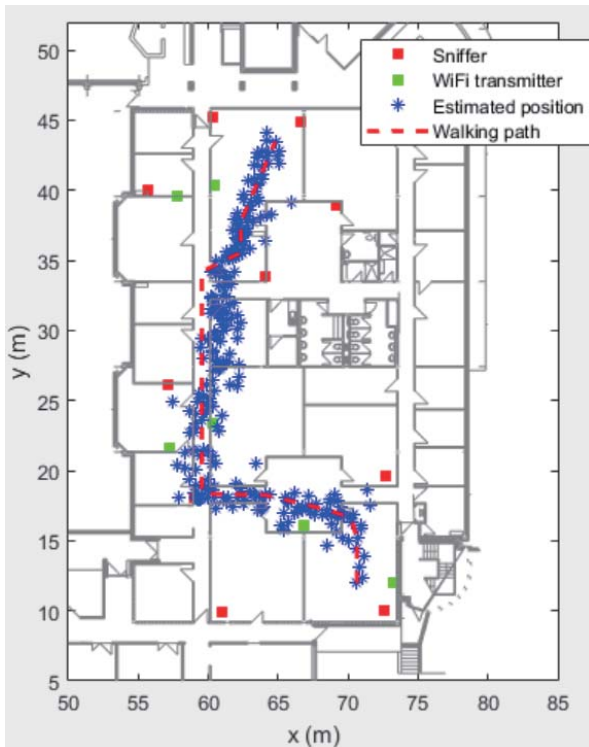 50
45
40
35
30
25
20
15
10
5
y (m)
Sniffer
WiFi transmitter
Estimated position
Walking path
50 55 60 65 70 75 80 85
x (m)